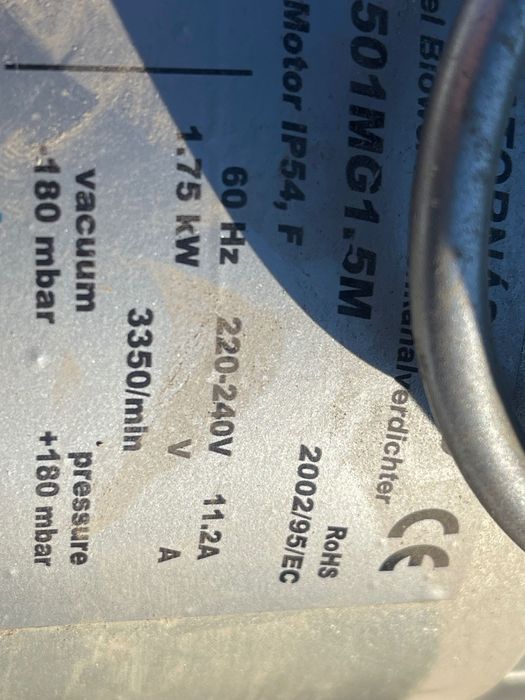 501MG1.5M
RoHS
Motor IP54, F 2002/95/EC
60 Hz 220-240V 11.2A
1.75 kW V A
3350/min
vacuum pressure
-180 mbar +180 mbar